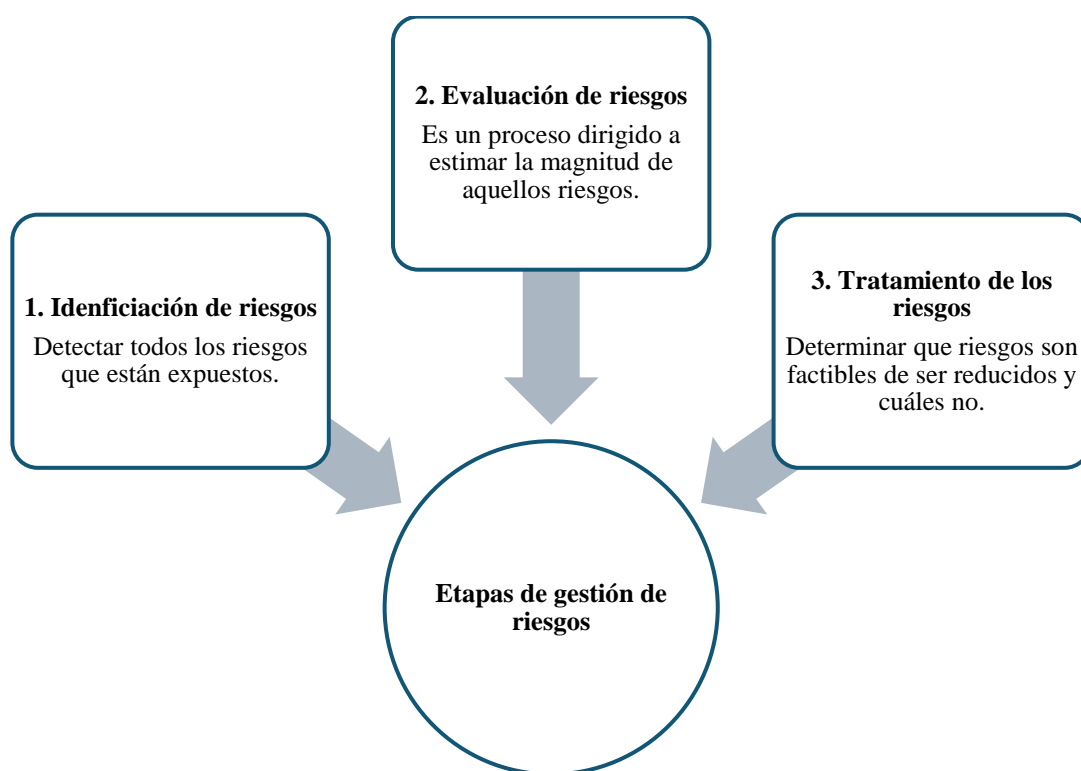 1. Idenficiación de riesgos
Detectar todos los riesgos
que están expuestos.
2. Evaluación de riesgos
Es un proceso dirigido a
estimar la magnitud de
aquellos riesgos.
3. Tratamiento de los
riesgos
Determinar que riesgos son
factibles de ser reducidos y
cuáles no.
Etapas de gestión de
riesgos